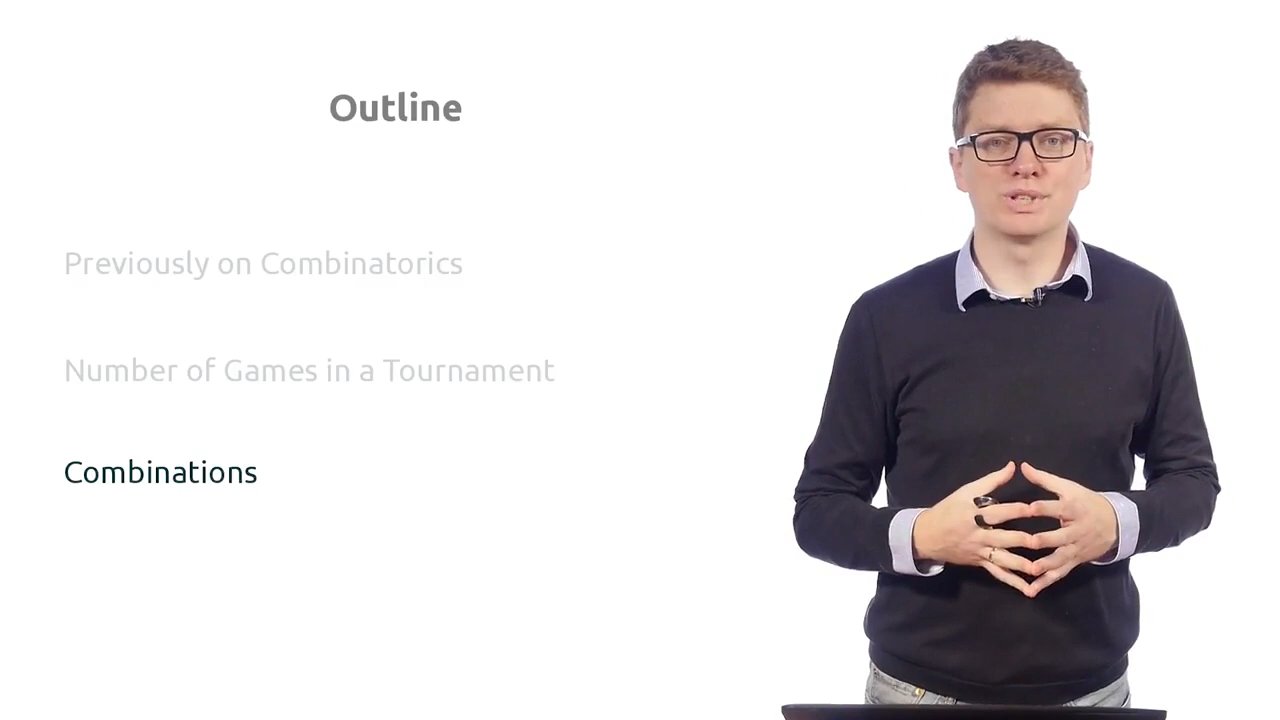 Outline
Previously on Combinatorics
Number of Games in a Tournament
Combinations